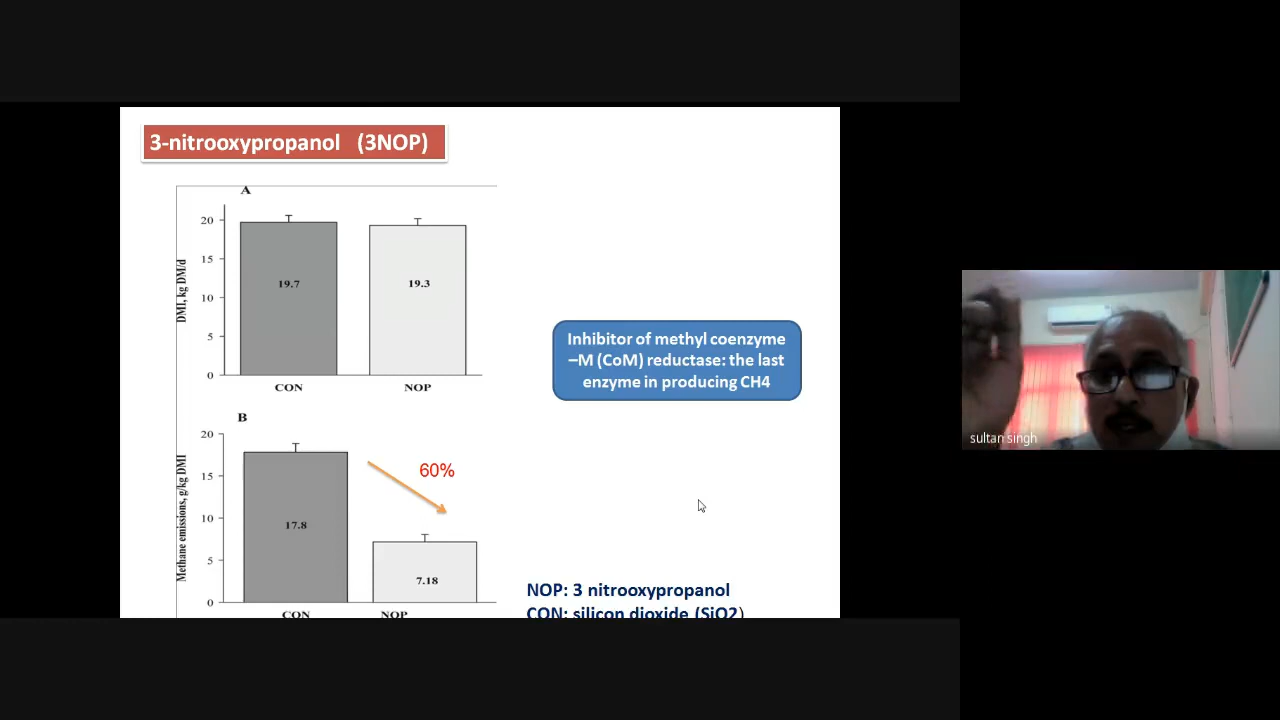 3-nitrooxypropanol (3NOP)
A
20
15
10
5
0
DMI, kg DM/d
19.7
19.3
CON
NOP
B
20
15
10
5
0
Methane emissions, g/kg DMI
17.8
60%
7.18
CON
NOP
Inhibitor of methyl coenzyme
–M (CoM) reductase: the last
enzyme in producing CH4
NOP: 3 nitrooxypropanol
CON: silicon dioxide (SiO2)
sultan singh